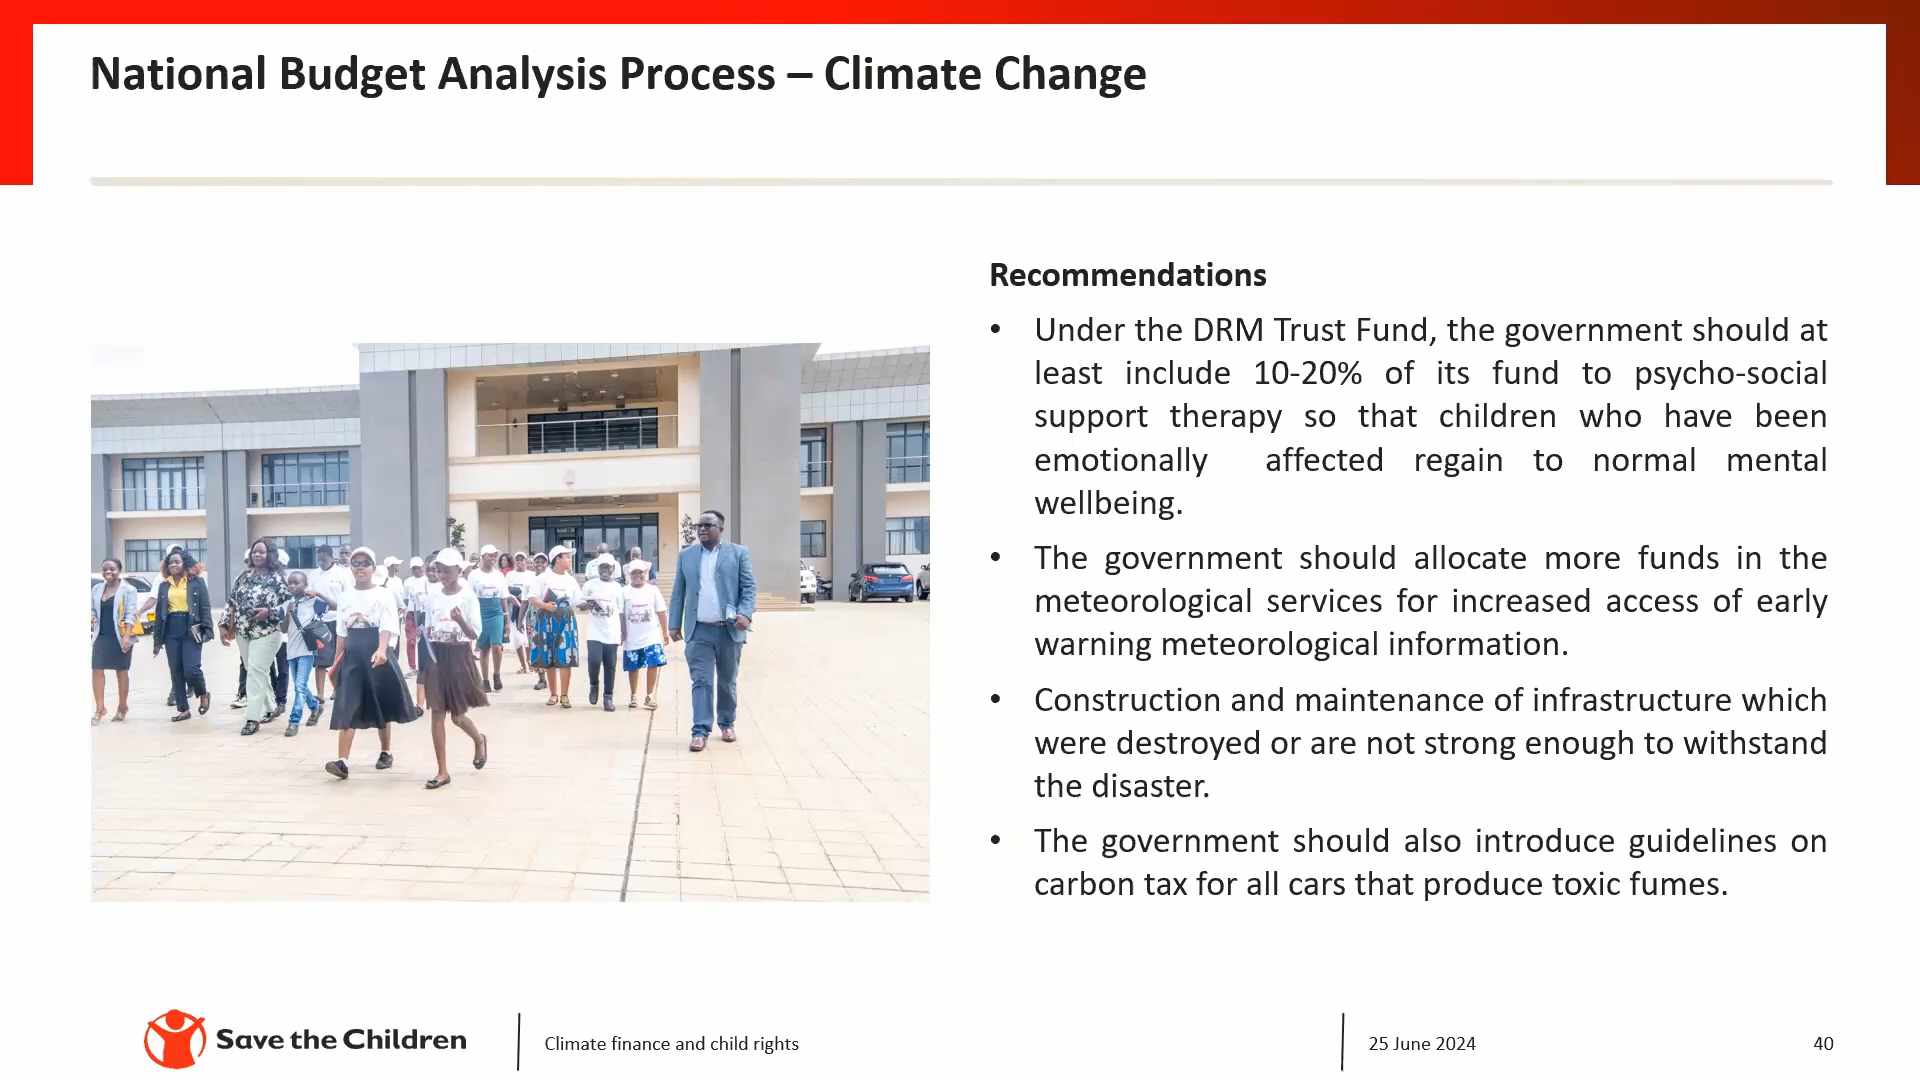 National Budget Analysis Process – Climate Change
Recommendations
• Under the DRM Trust Fund, the government should at
least include 10-20% of its fund to psycho-social
support therapy so that children who have been
emotionally affected regain to normal mental
wellbeing.
• The government should allocate more funds in the
meteorological services for increased access of early
warning meteorological information.
• Construction and maintenance of infrastructure which
were destroyed or are not strong enough to withstand
the disaster.
• The government should also introduce guidelines on
carbon tax for all cars that produce toxic fumes.
Save the Children
Climate finance and child rights
25 June 2024
40